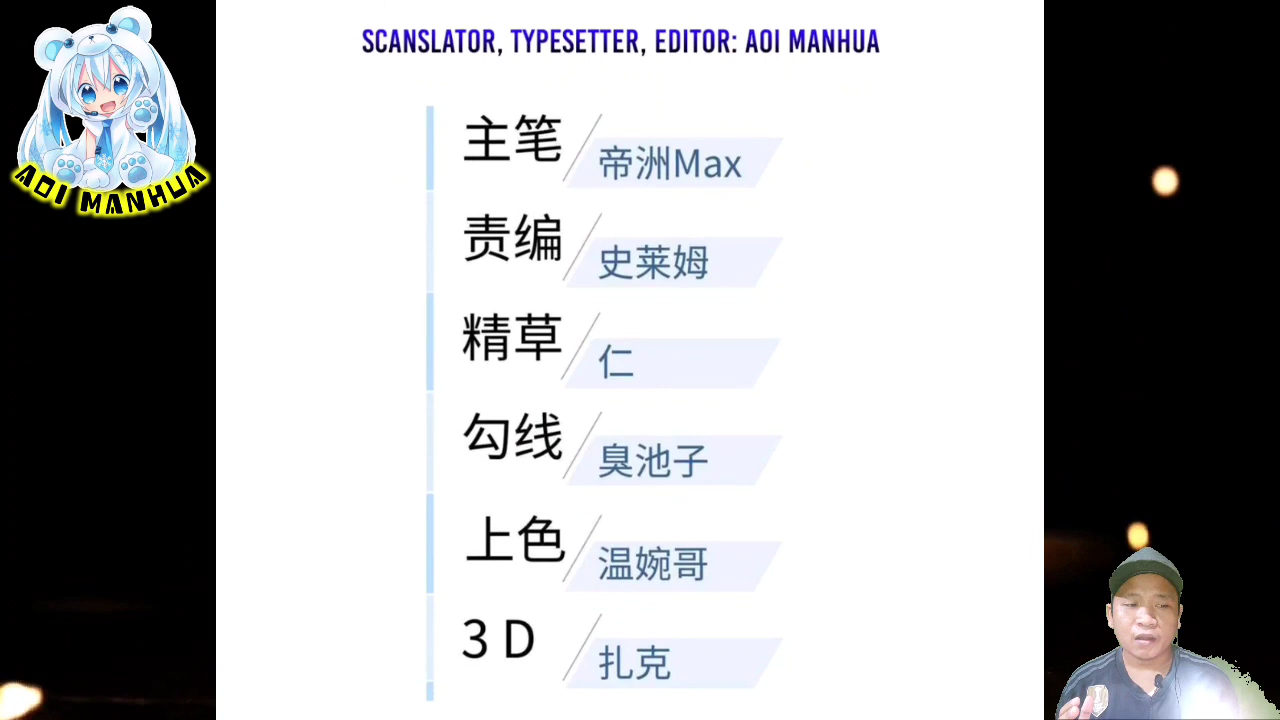 SCANSLATOR, TYPESETTER, EDITOR: AOI MANHUA
AOI MANHUA
主笔
帝洲Max
责编
史莱姆
精草
仁
勾线
臭池子
上色
温婉哥
3D
扎克